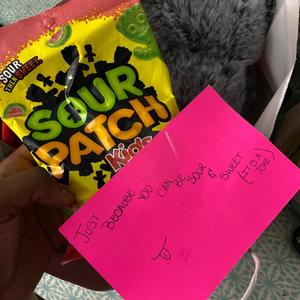 SOUR
THEN
SWEET
SOUR
PATCH
Kids
JUST
BECAUSE YOU CAN BE SOUR & SWEET (IT'S A
JOKE)